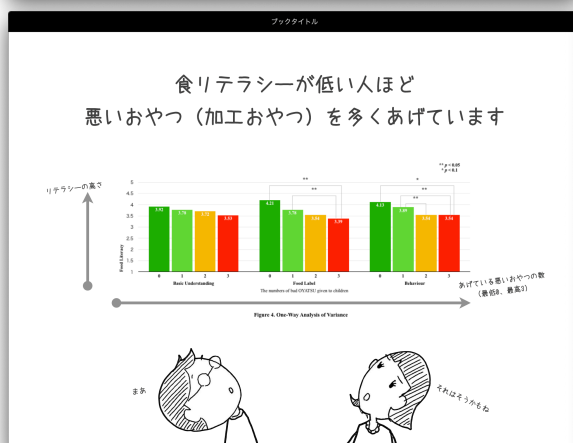 ブックタイトル
食リテラシーが低い人ほど
悪いおやつ（加工おやつ）を多くあげています
** p < 0.05
* p < 0.1
リテラシーの高さ
Food Literacy
5
4.5
4
3.5
3
2.5
2
1.5
1
3.92
3.78
3.72
3.52
4.21
3.78
3.54
3.39
4.13
3.89
3.54
3.54
**
**
*
**
**
0 1 2 3 0 1 2 3 0 1 2 3
Basic Understanding Food Label Behaviour
The numbers of bad OYATSU given to children
あげている悪いおやつの数
（最低0、最高3）
Figure 4. One-Way Analysis of Variance
まあ
それはそうかもね